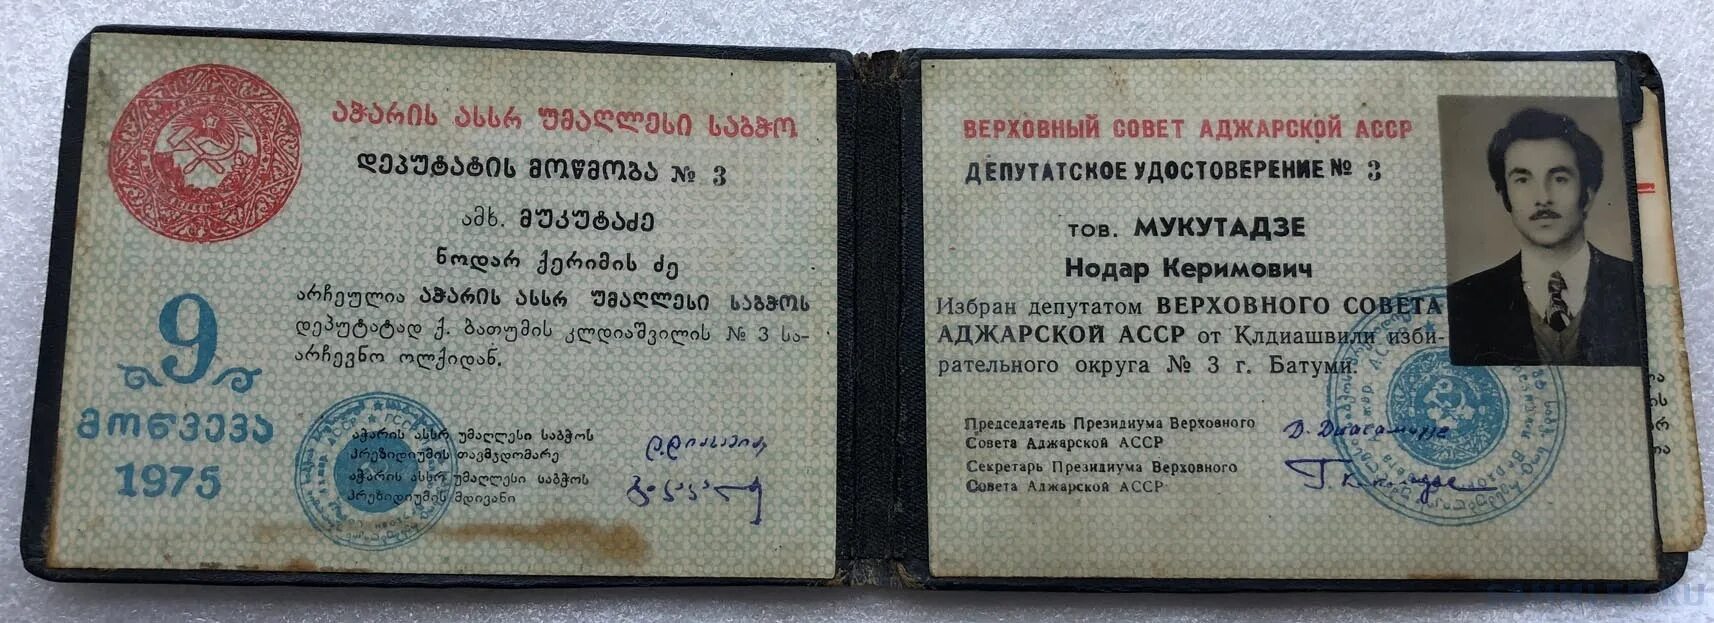 აჭარის ასსრ უმაღლესი საბჭო
დეპუტატის მოწმობა № 3
ამხ. მუკუტაძე
ნოდარ ქერიმის ძე
არჩეულია აჭარის ასსრ უმაღლესი საბჭოს
დეპუტატად ქ. ბათუმის კლდიაშვილის № 3 სა-
არჩევნო ოლქიდან.
9
მოწვევა
1975
აჭარის ასსრ უმაღლესი საბჭოს
პრეზიდიუმის თავმჯდომარე
აჭარის ასსრ უმაღლესი საბჭოს
პრეზიდიუმის მდივანი
ВЕРХОВНЫЙ СОВЕТ АДЖАРСКОЙ АССР
ДЕПУТАТСКОЕ УДОСТОВЕРЕНИЕ № 3
тов. МУКУТАДЗЕ
Нодар Керимович
Избран депутатом ВЕРХОВНОГО СОВЕТА
АДЖАРСКОЙ АССР от Клдиашвили изби-
рательного округа № 3 г. Батуми.
Председатель Президиума Верховного
Совета Аджарской АССР
Секретарь Президиума Верховного
Совета Аджарской АССР